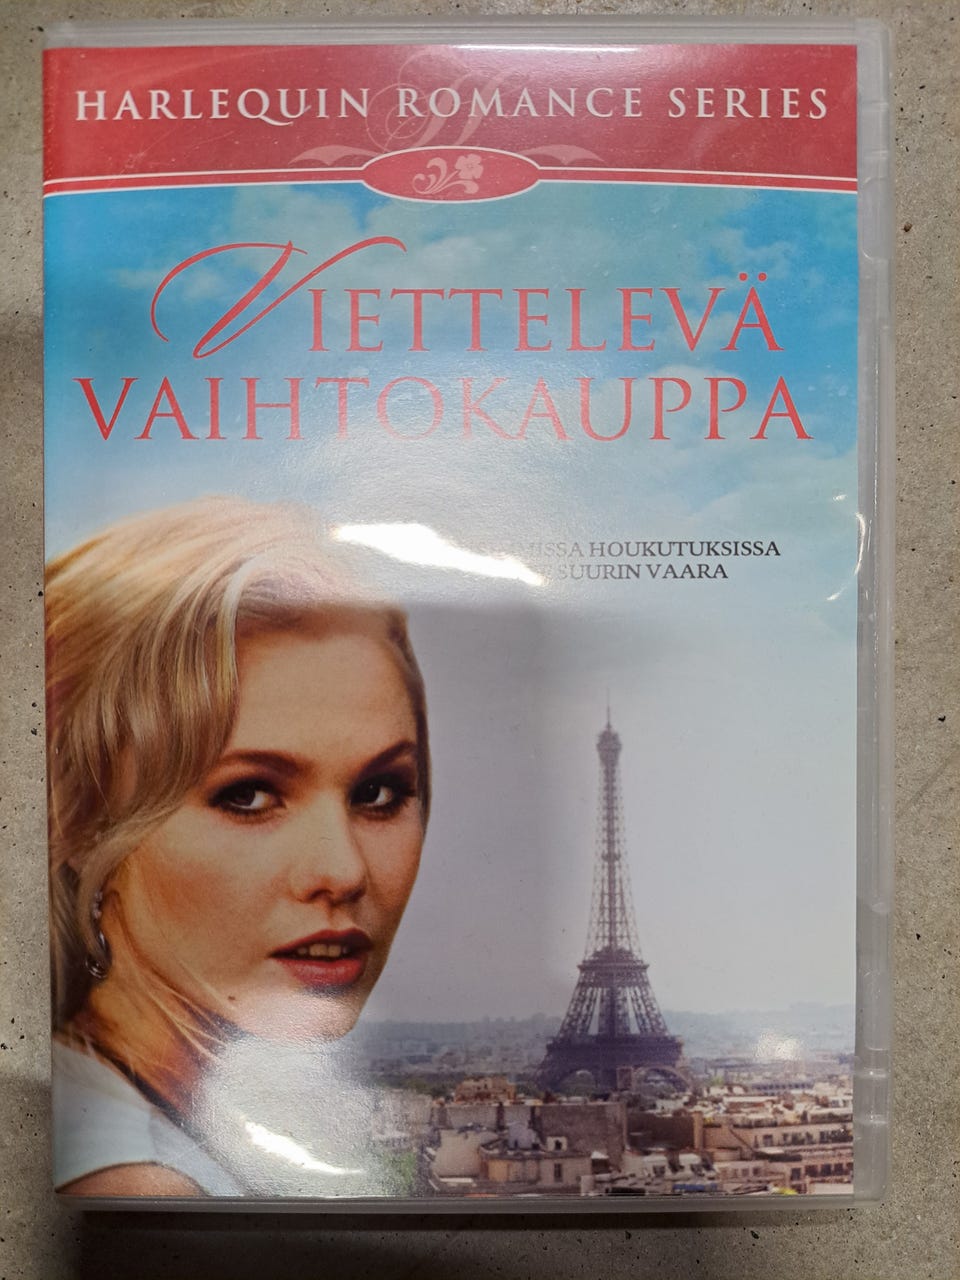 HARLEQUIN ROMANCE SERIES
VIETTELEVÄ
VAIHTOKAUPPA
HOUKUTUKSISSA
SUURIN VAARA